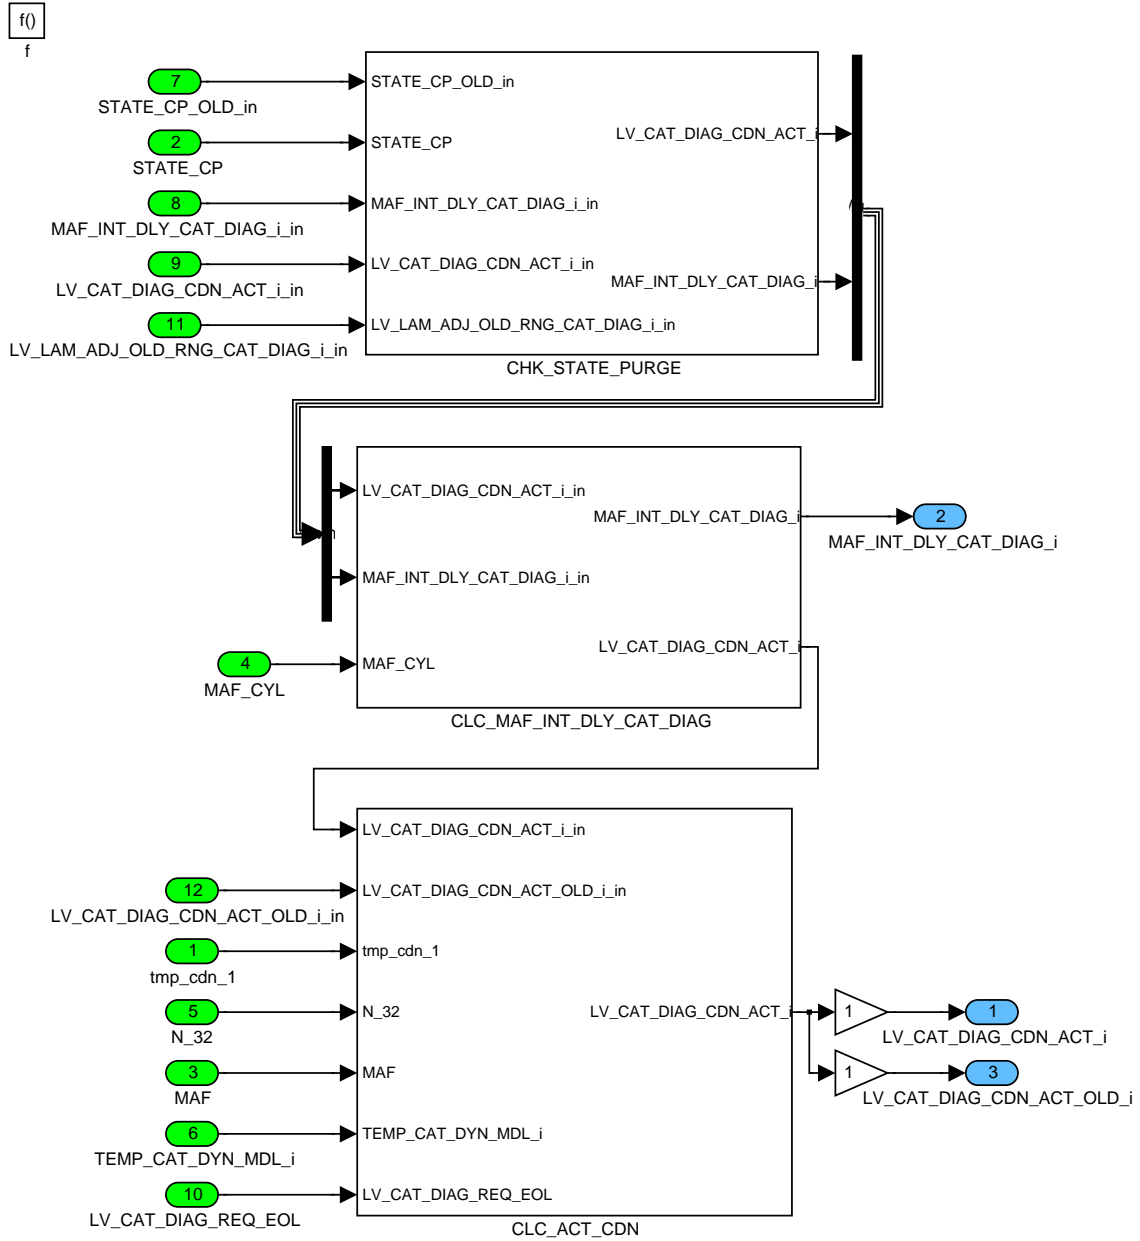 f()
f
7
STATE_CP_OLD_in
STATE_CP_OLD_in
2
STATE_CP
STATE_CP
LV_CAT_DIAG_CDN_ACT_i
8
MAF_INT_DLY_CAT_DIAG_i_in
MAF_INT_DLY_CAT_DIAG_i_in
9
LV_CAT_DIAG_CDN_ACT_i_in
LV_CAT_DIAG_CDN_ACT_i_in
MAF_INT_DLY_CAT_DIAG_i
11
LV_LAM_ADJ_OLD_RNG_CAT_DIAG_i_in
LV_LAM_ADJ_OLD_RNG_CAT_DIAG_i_in
CHK_STATE_PURGE
LV_CAT_DIAG_CDN_ACT_i_in
MAF_INT_DLY_CAT_DIAG_i
2
MAF_INT_DLY_CAT_DIAG_i
MAF_INT_DLY_CAT_DIAG_i_in
LV_CAT_DIAG_CDN_ACT_i
4
MAF_CYL
MAF_CYL
CLC_MAF_INT_DLY_CAT_DIAG
LV_CAT_DIAG_CDN_ACT_i_in
12
LV_CAT_DIAG_CDN_ACT_OLD_i_in
LV_CAT_DIAG_CDN_ACT_OLD_i_in
1
tmp_cdn_1
tmp_cdn_1
5
N_32
N_32
LV_CAT_DIAG_CDN_ACT_i
1
1
LV_CAT_DIAG_CDN_ACT_i
3
MAF
MAF
1
3
LV_CAT_DIAG_CDN_ACT_OLD_i
6
TEMP_CAT_DYN_MDL_i
TEMP_CAT_DYN_MDL_i
10
LV_CAT_DIAG_REQ_EOL
LV_CAT_DIAG_REQ_EOL
CLC_ACT_CDN